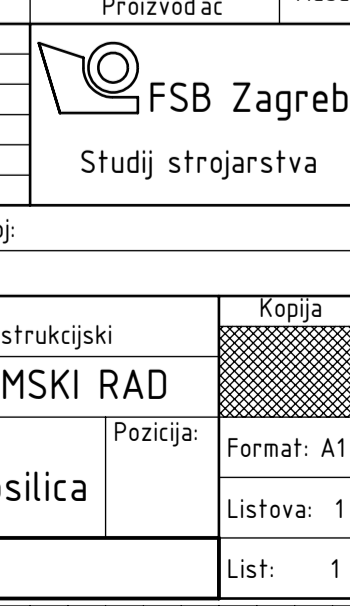 Proizvođač
FSB Zagreb
Studij strojarstva
oj:
strukcijski
Kopija
MSKI RAD
Pozicija:
Format: A1
silica
Listova: 1
List: 1